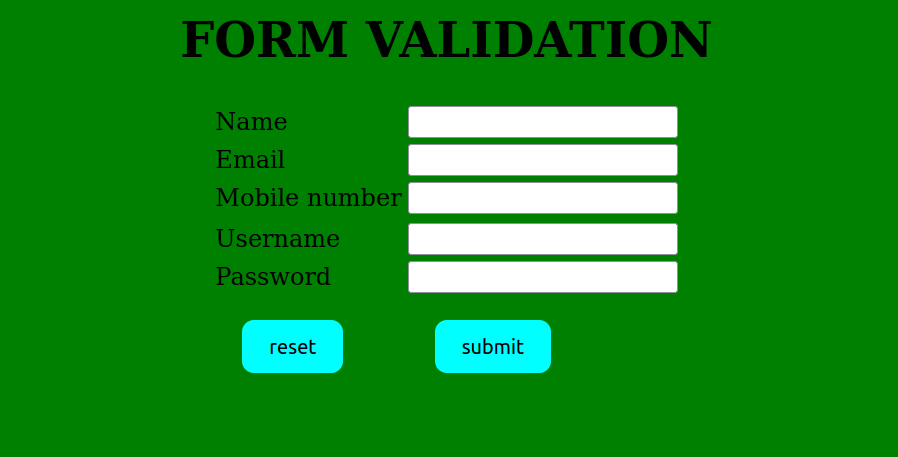 FORM VALIDATION
Name
Email
Mobile number
Username
Password
reset submit